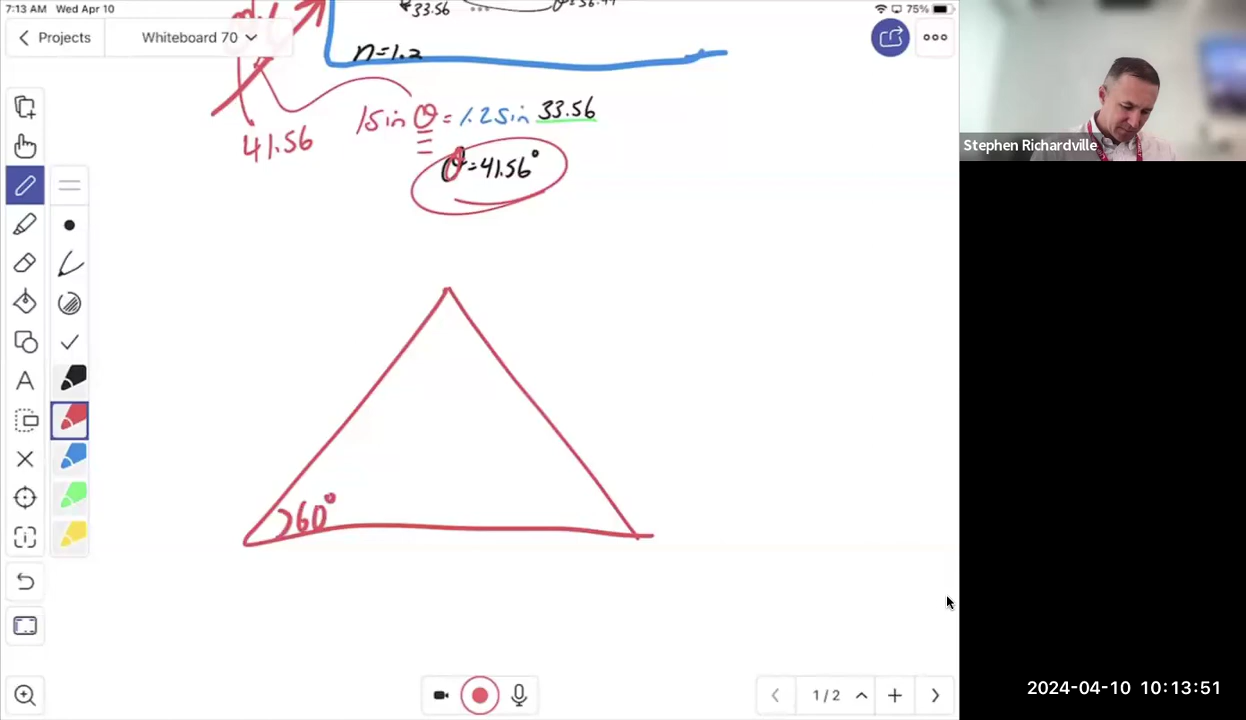 7:13 AM Wed Apr 10
75%
Projects
Whiteboard 70
33.56
n=1.2
1 sin θ = 1.2 sin 33.56
41.56
θ = 41.56°
60°
A
1 / 2
Stephen Richardville
2024-04-10 10:13:51